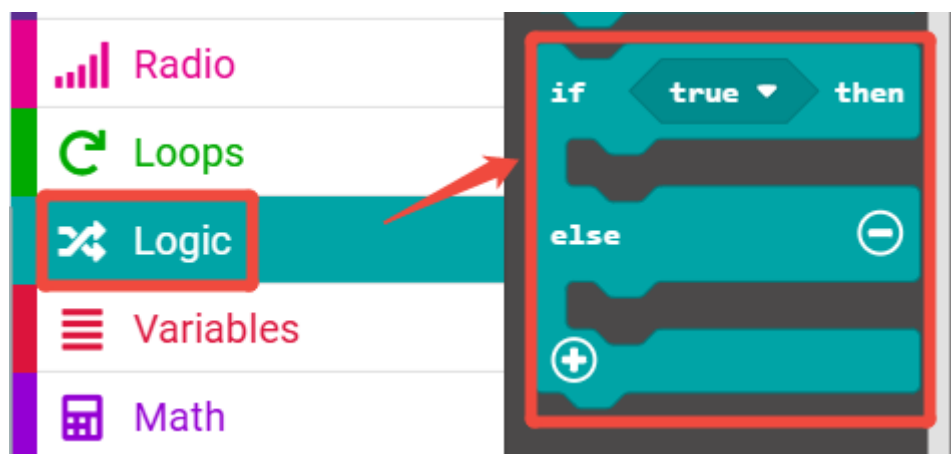 Radio
Loops
Logic
Variables
Math
if true then
else